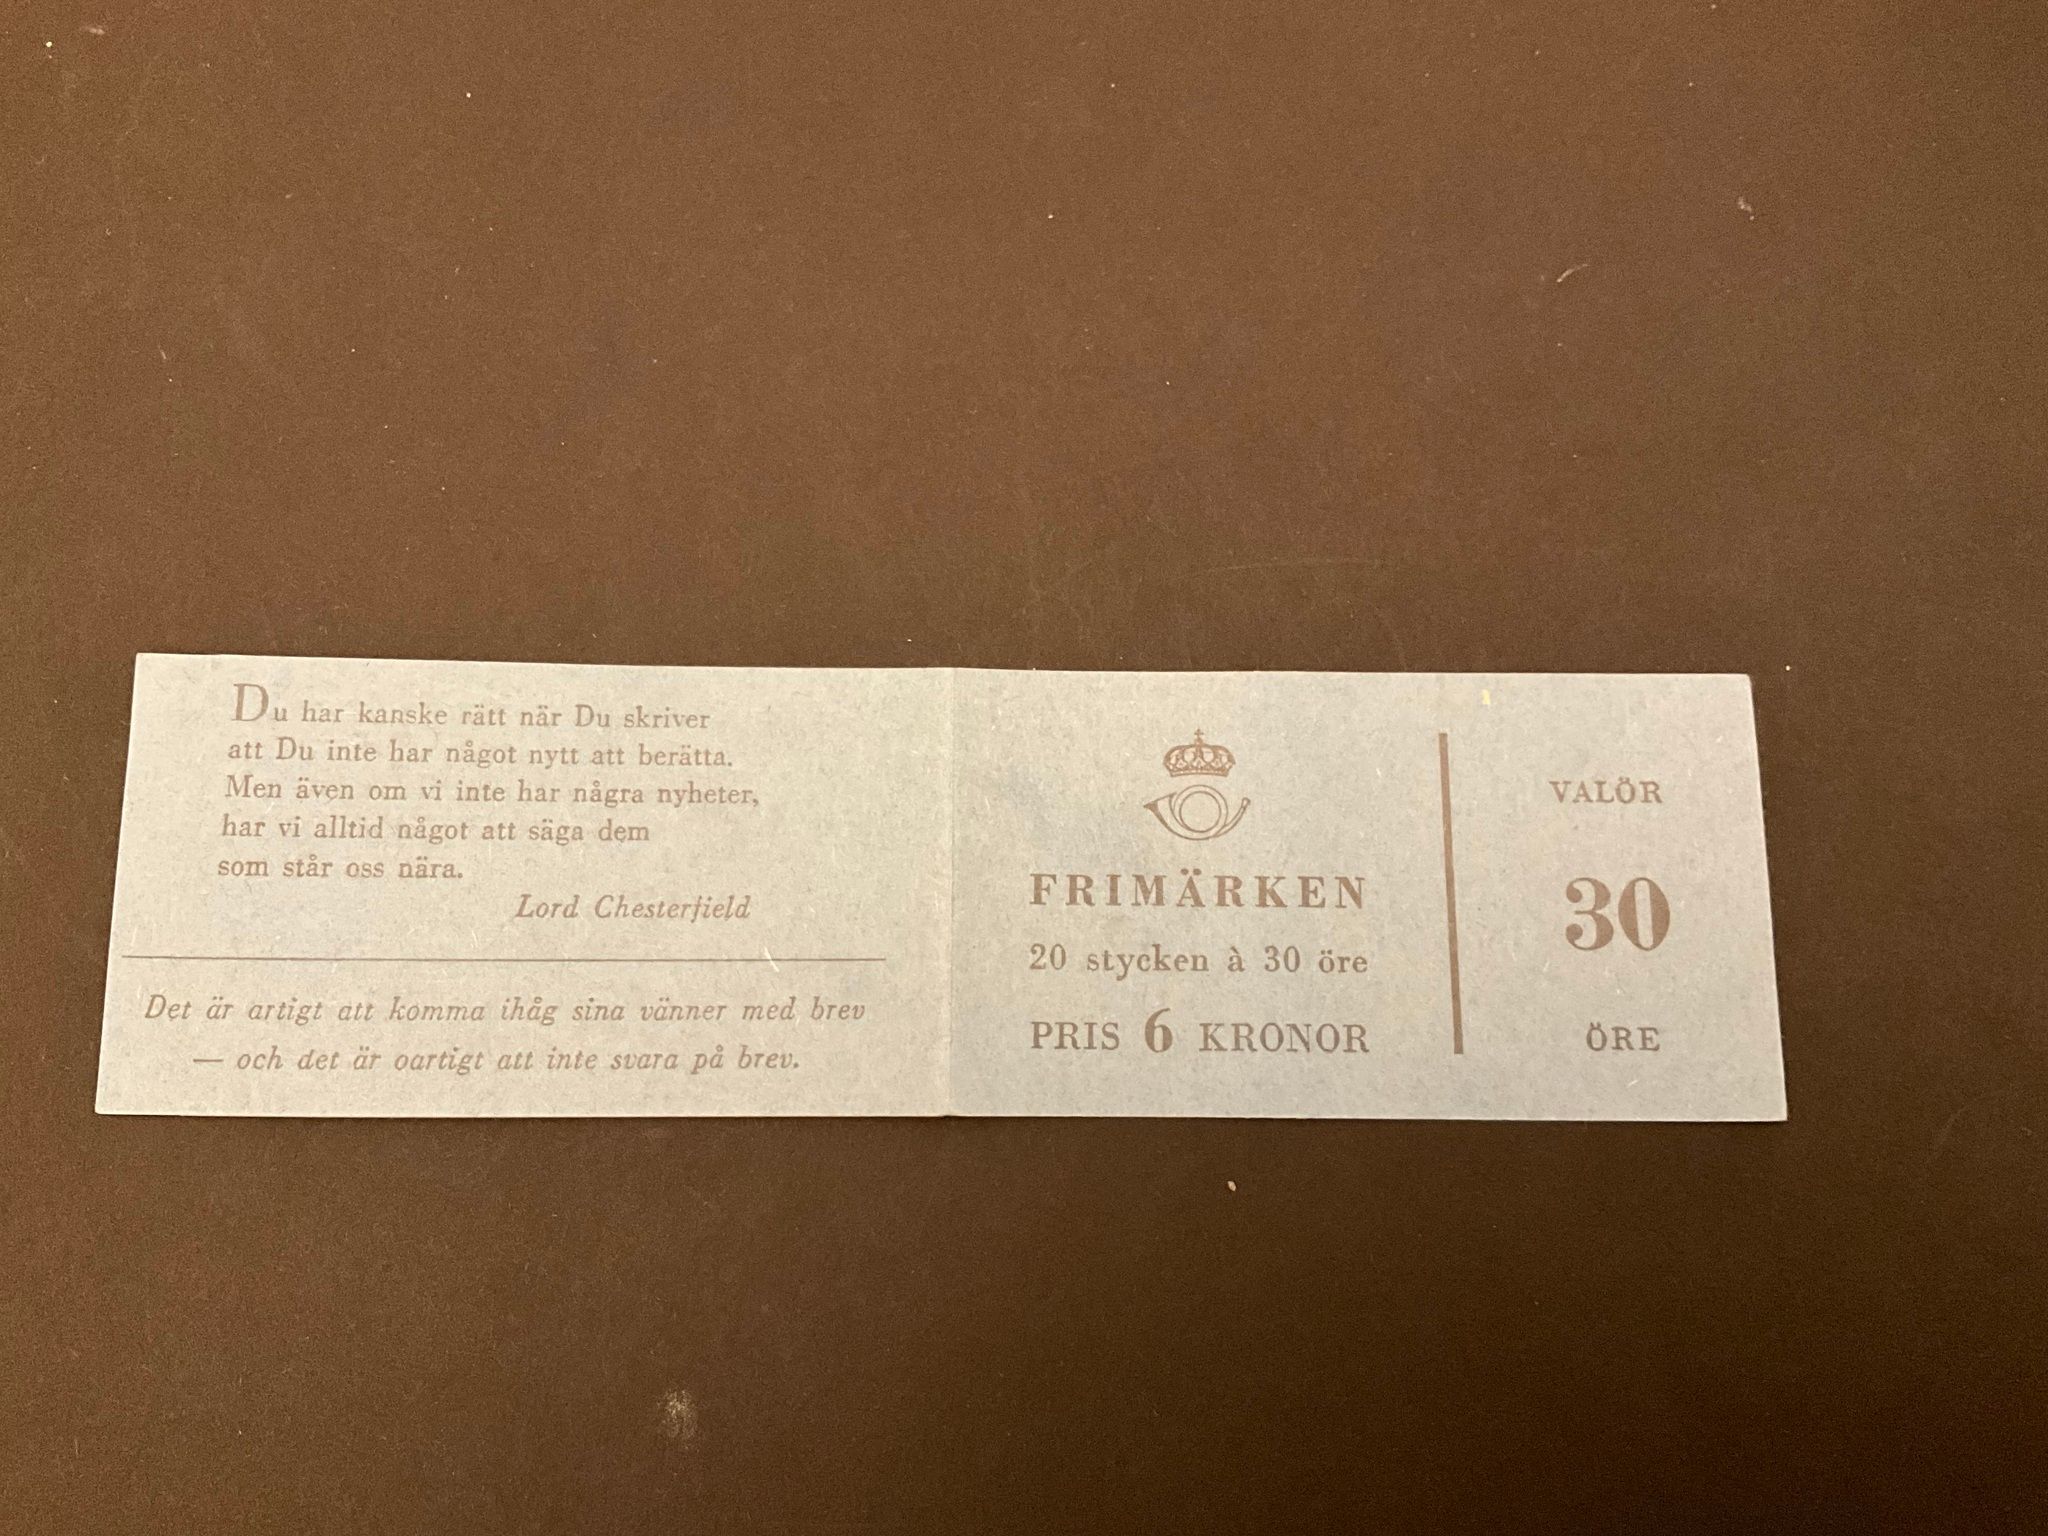 Du har kanske rätt när Du skriver
att Du inte har något nytt att berätta.
Men även om vi inte har några nyheter,
har vi alltid något att säga dem
som står oss nära.
Lord Chesterfield
Det är artigt att komma ihåg sina vänner med brev
— och det är oartigt att inte svara på brev.
FRIMÄRKEN
20 stycken à 30 öre
PRIS 6 KRONOR
VALÖR
30
ÖRE